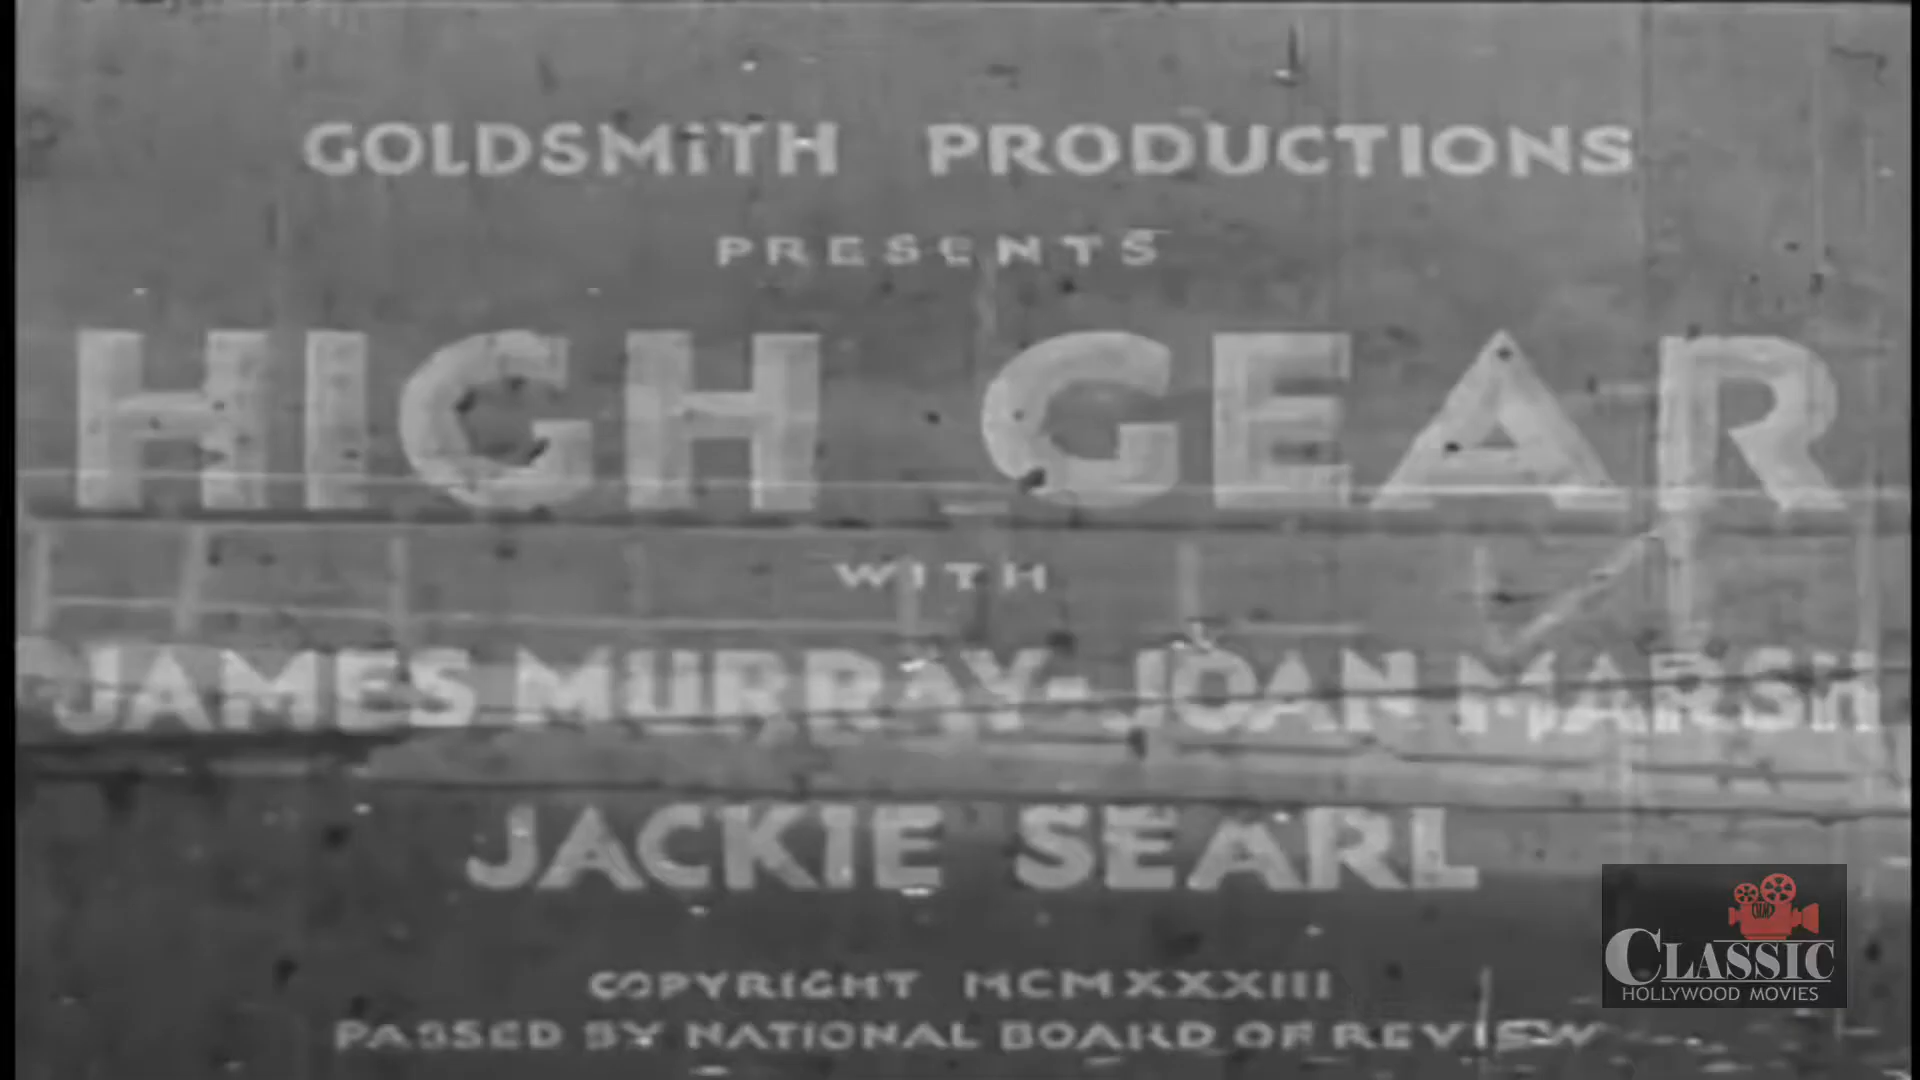 GOLDSMITH PRODUCTIONS
PRESENTS
HIGH GEAR
WITH
JAMES MURRAY - JOAN MARSH
JACKIE SEARL
COPYRIGHT MCMXXXIII
PASSED BY NATIONAL BOARD OF REVIEW
CLASSIC
HOLLYWOOD MOVIES